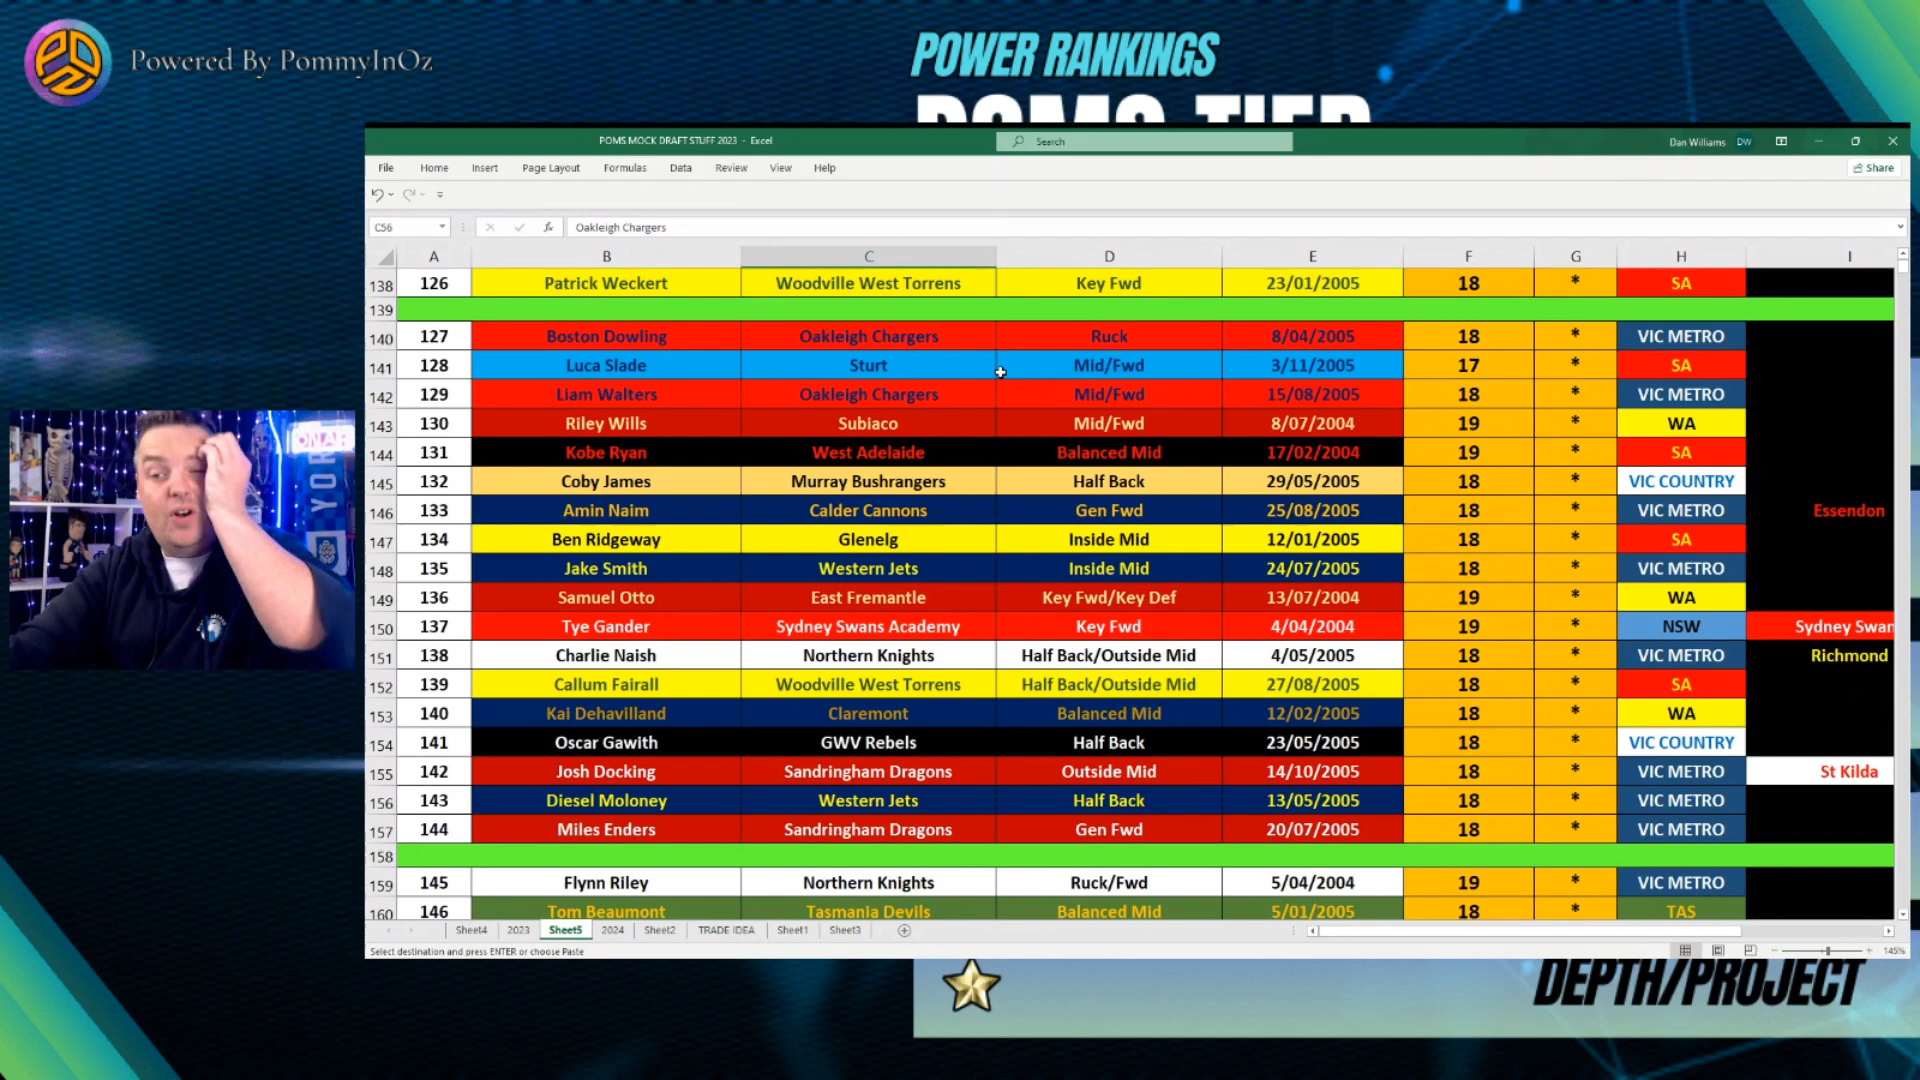 Powered By PommyInOz
POWER RANKINGS
POMS TIER
POMS MOCK DRAFT STUFF 2023 - Excel
Search
Dan Williams DW
File Home Insert Page Layout Formulas Data Review View Help
Share
C56 fx Oakleigh Chargers
A B C D E F G H I
138 126 Patrick Weckert Woodville West Torrens Key Fwd 23/01/2005 18 * SA
139
140 127 Boston Dowling Oakleigh Chargers Ruck 8/04/2005 18 * VIC METRO
141 128 Luca Slade Sturt Mid/Fwd 3/11/2005 17 * SA
142 129 Liam Walters Oakleigh Chargers Mid/Fwd 15/08/2005 18 * VIC METRO
143 130 Riley Wills Subiaco Mid/Fwd 8/07/2004 19 * WA
144 131 Kobe Ryan West Adelaide Balanced Mid 17/02/2004 19 * SA
145 132 Coby James Murray Bushrangers Half Back 29/05/2005 18 * VIC COUNTRY
146 133 Amin Naim Calder Cannons Gen Fwd 25/08/2005 18 * VIC METRO Essendon
147 134 Ben Ridgeway Glenelg Inside Mid 12/01/2005 18 * SA
148 135 Jake Smith Western Jets Inside Mid 24/07/2005 18 * VIC METRO
149 136 Samuel Otto East Fremantle Key Fwd/Key Def 13/07/2004 19 * WA
150 137 Tye Gander Sydney Swans Academy Key Fwd 4/04/2004 19 * NSW Sydney Swan
151 138 Charlie Naish Northern Knights Half Back/Outside Mid 4/05/2005 18 * VIC METRO Richmond
152 139 Callum Fairall Woodville West Torrens Half Back/Outside Mid 27/08/2005 18 * SA
153 140 Kai Dehavilland Claremont Balanced Mid 12/02/2005 18 * WA
154 141 Oscar Gawith GWV Rebels Half Back 23/05/2005 18 * VIC COUNTRY
155 142 Josh Docking Sandringham Dragons Outside Mid 14/10/2005 18 * VIC METRO St Kilda
156 143 Diesel Moloney Western Jets Half Back 13/05/2005 18 * VIC METRO
157 144 Miles Enders Sandringham Dragons Gen Fwd 20/07/2005 18 * VIC METRO
158
159 145 Flynn Riley Northern Knights Ruck/Fwd 5/04/2004 19 * VIC METRO
160 146 Tom Beaumont Tasmania Devils Balanced Mid 5/01/2005 18 * TAS
Sheet4 2023 Sheet5 2024 Sheet2 TRADE IDEA Sheet1 Sheet3
Select destination and press ENTER or choose Paste
145%
DEPTH/PROJECT